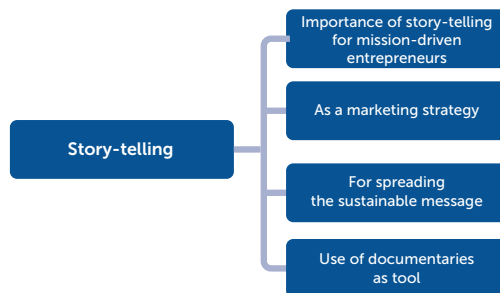 Story-telling
Importance of story-telling
for mission-driven
entrepreneurs
As a marketing strategy
For spreading
the sustainable message
Use of documentaries
as tool